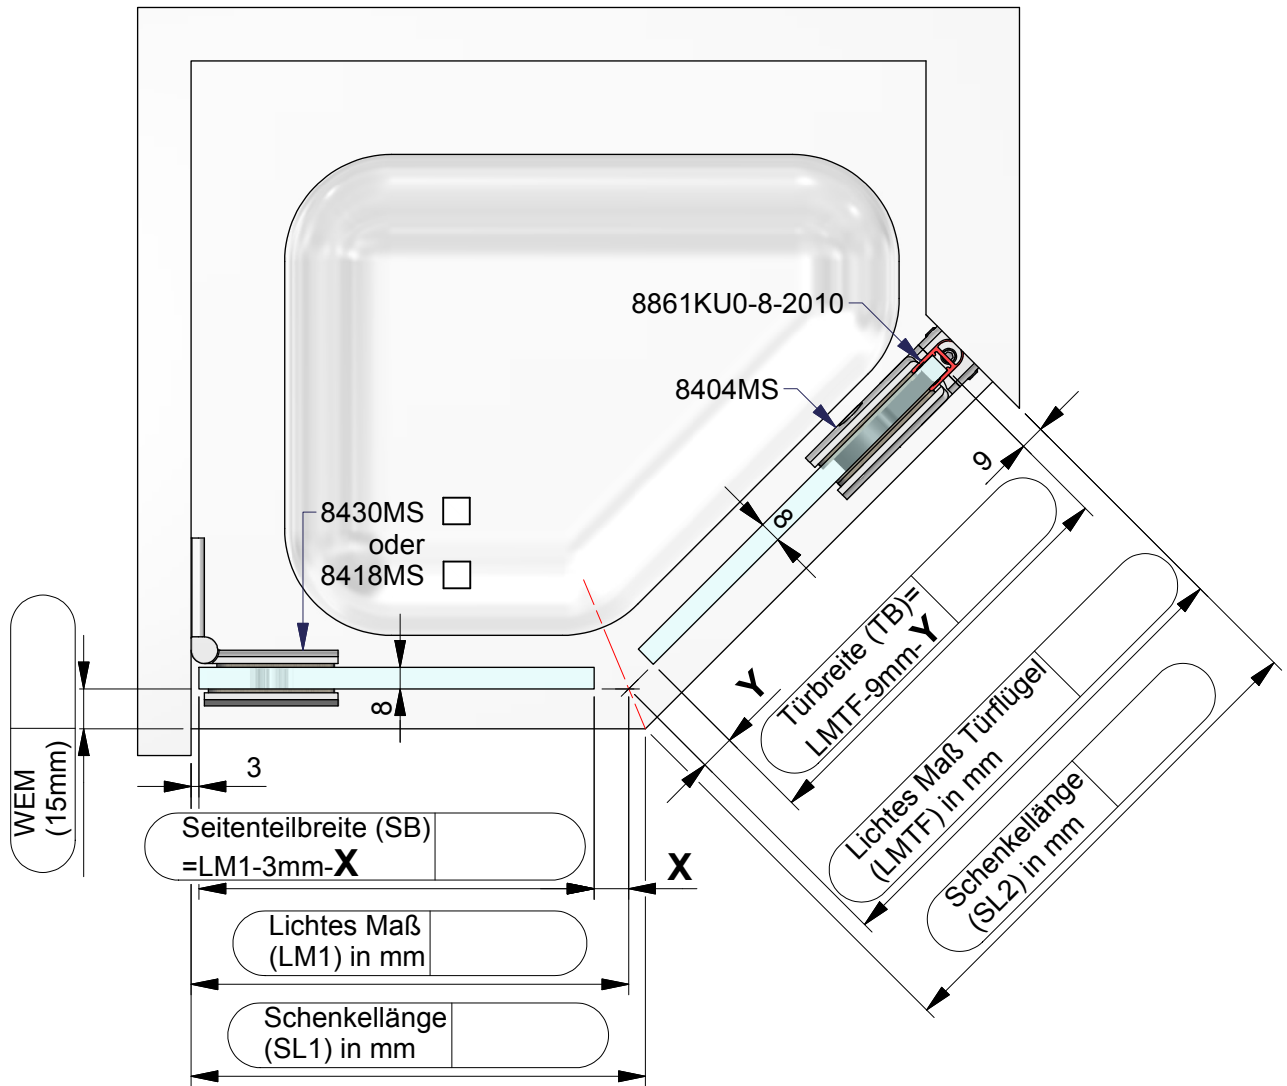 8861KU0-8-2010
8404MS
8430MS
oder
8418MS
9
8
8
Y
Türbreite (TB)=
LMTF-9mm-Y
Lichtes Maß Türflügel
(LMTF) in mm
Schenkellänge
(SL2) in mm
WEM
(15mm)
3
Seitenteilbreite (SB)
=LM1-3mm-X
X
Lichtes Maß
(LM1) in mm
Schenkellänge
(SL1) in mm